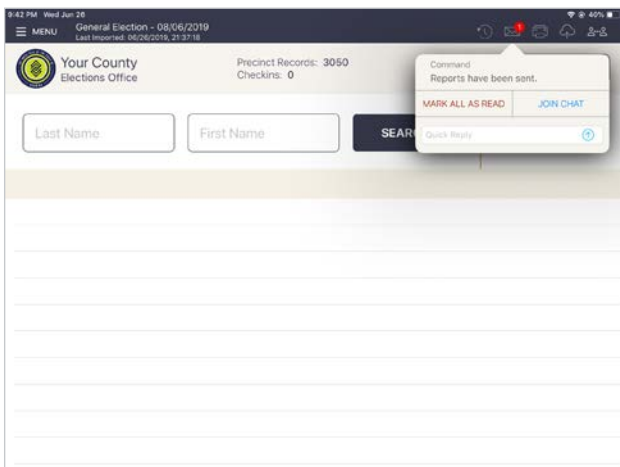 9:42 PM Wed Jun 26
40%
MENU
General Election - 08/06/2019
Last Imported: 06/26/2019, 21:37:18
1
Your County
Elections Office
Precinct Records: 3050
Checkins: 0
Command
Reports have been sent.
MARK ALL AS READ
JOIN CHAT
Quick Reply
Last Name
First Name
SEAR